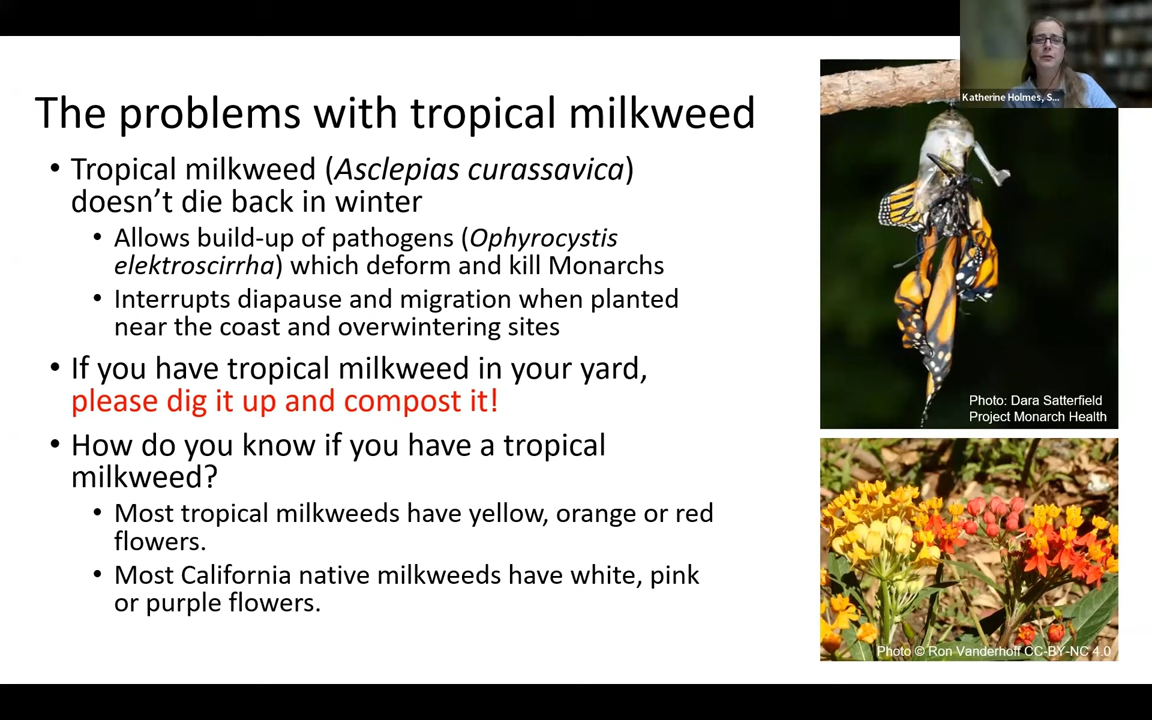 Katherine Holmes, S...
The problems with tropical milkweed
• Tropical milkweed (Asclepias curassavica)
doesn't die back in winter
• Allows build-up of pathogens (Ophyrocystis
elektroscirrha) which deform and kill Monarchs
• Interrupts diapause and migration when planted
near the coast and overwintering sites
• If you have tropical milkweed in your yard,
please dig it up and compost it!
• How do you know if you have a tropical
milkweed?
• Most tropical milkweeds have yellow, orange or red
flowers.
• Most California native milkweeds have white, pink
or purple flowers.
Photo: Dara Satterfield
Project Monarch Health
Photo © Ron Vanderhoff CC-BY-NC 4.0